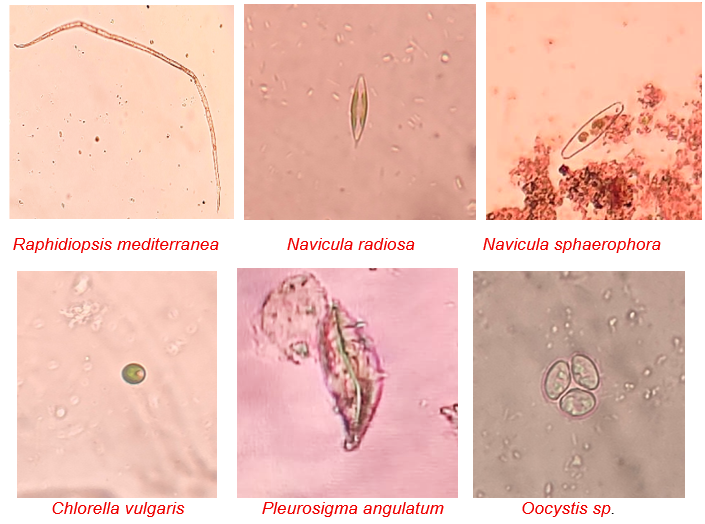 Raphidiopsis mediterranea
Navicula radiosa
Navicula sphaerophora
Chlorella vulgaris
Pleurosigma angulatum
Oocystis sp.